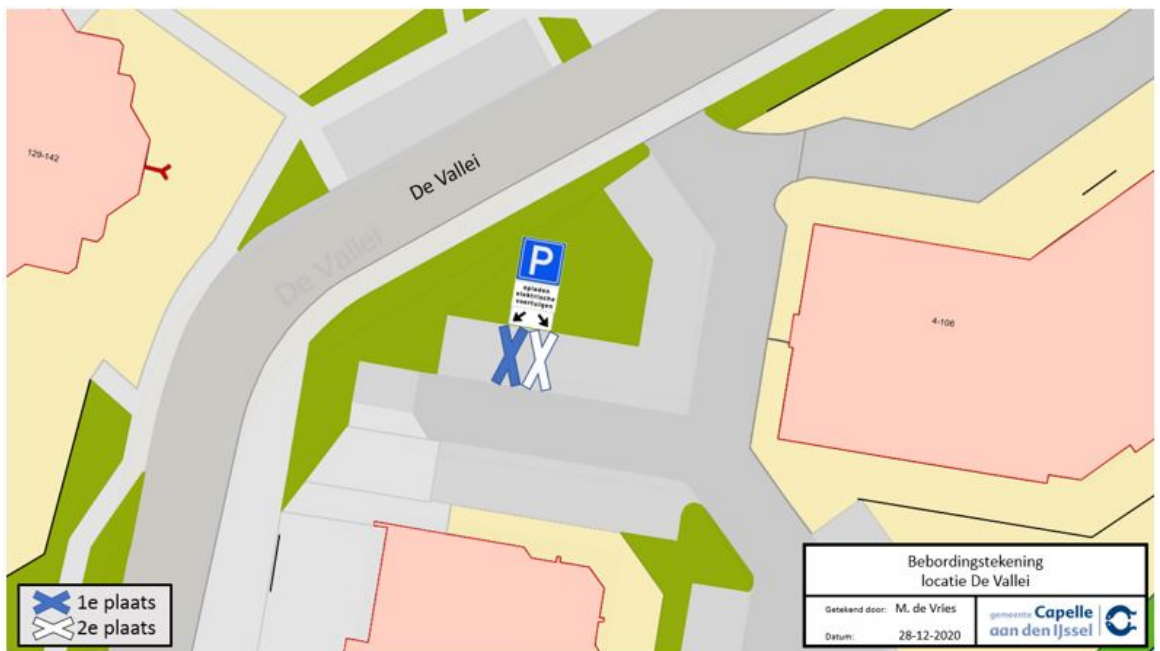 129-142
De Vallei
De Vallei
P
opladen
elektrische
voertuigen
4-106
1e plaats
2e plaats
Bebordingstekening
locatie De Vallei
Getekend door: M. de Vries
Datum: 28-12-2020
gemeente Capelle
aan den IJssel